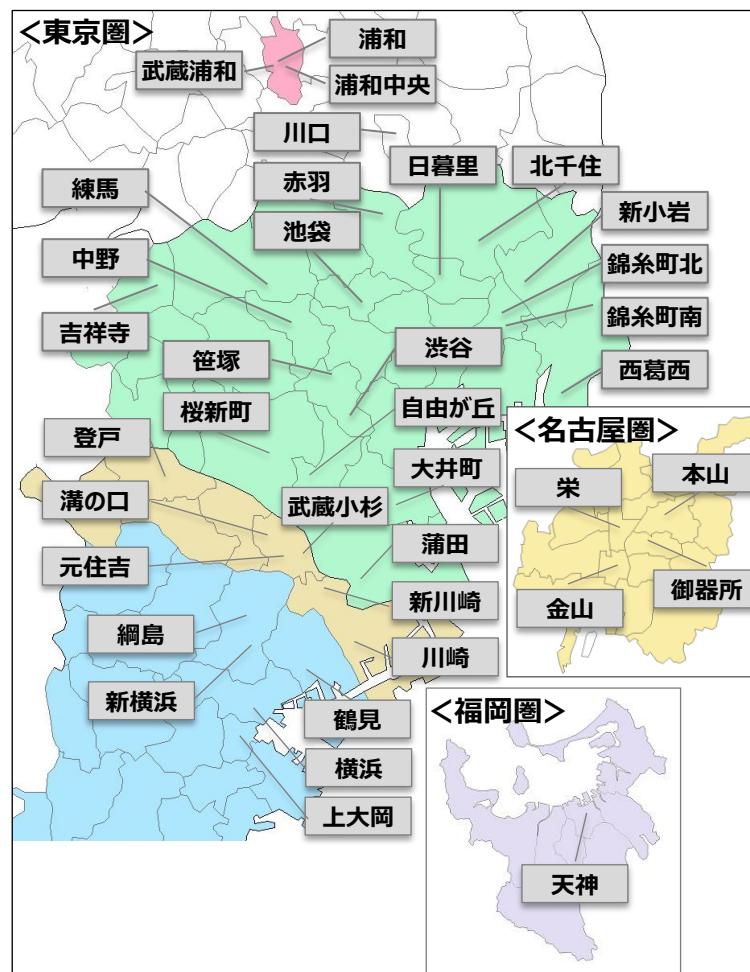 ＜東京圏＞
浦和
武蔵浦和
浦和中央
川口
日暮里
北千住
練馬
赤羽
新小岩
池袋
中野
錦糸町北
錦糸町南
吉祥寺
笹塚
渋谷
西葛西
桜新町
自由が丘
登戸
大井町
溝の口
武蔵小杉
蒲田
元住吉
新川崎
綱島
川崎
新横浜
鶴見
横浜
上大岡
＜名古屋圏＞
栄
本山
金山
御器所
＜福岡圏＞
天神